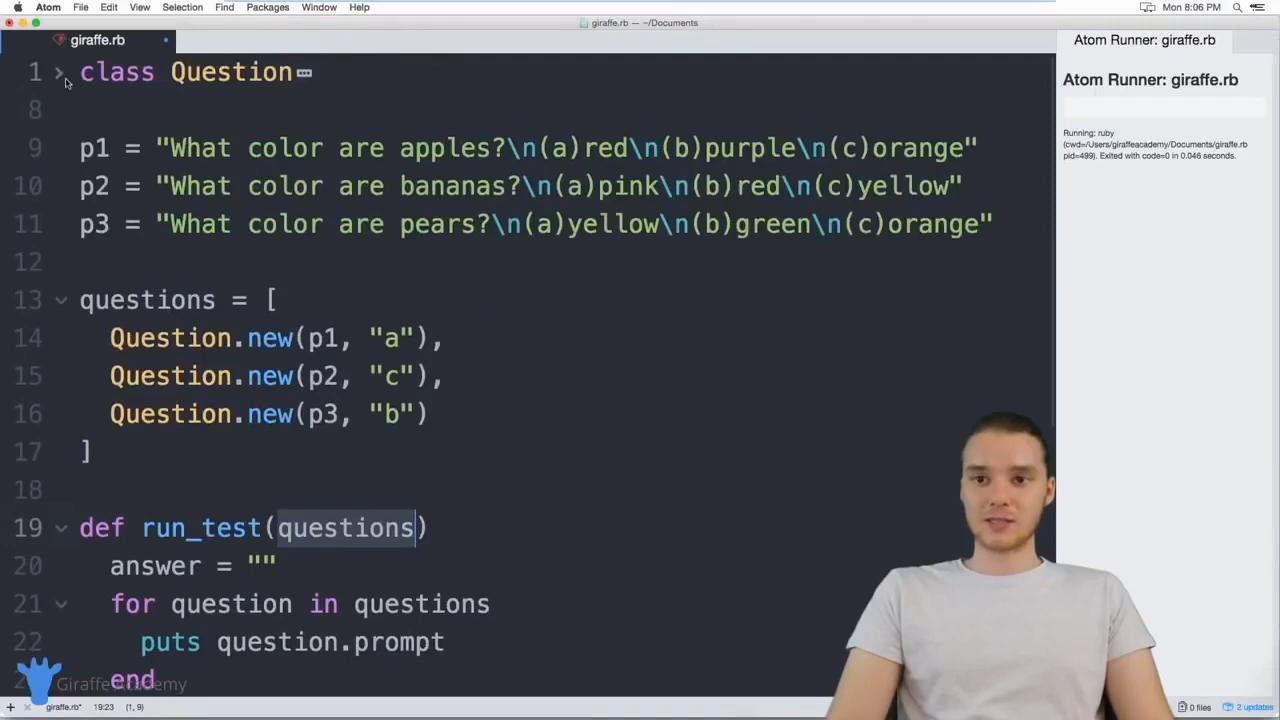 Atom File Edit View Selection Find Packages Window Help Mon 8:06 PM
giraffe.rb — ~/Documents
giraffe.rb
Atom Runner: giraffe.rb
1 class Question
8
9 p1 = "What color are apples?\n(a)red\n(b)purple\n(c)orange"
10 p2 = "What color are bananas?\n(a)pink\n(b)red\n(c)yellow"
11 p3 = "What color are pears?\n(a)yellow\n(b)green\n(c)orange"
12
13 questions = [
14 Question.new(p1, "a"),
15 Question.new(p2, "c"),
16 Question.new(p3, "b")
17 ]
18
19 def run_test(questions)
20 answer = ""
21 for question in questions
22 puts question.prompt
end
Giraffe Academy
Atom Runner: giraffe.rb
Running: ruby
(cwd=/Users/giraffeacademy/Documents/giraffe.rb
pid=499). Exited with code=0 in 0.046 seconds.
giraffe.rb* 19:23 (1, 9) 0 files 2 updates